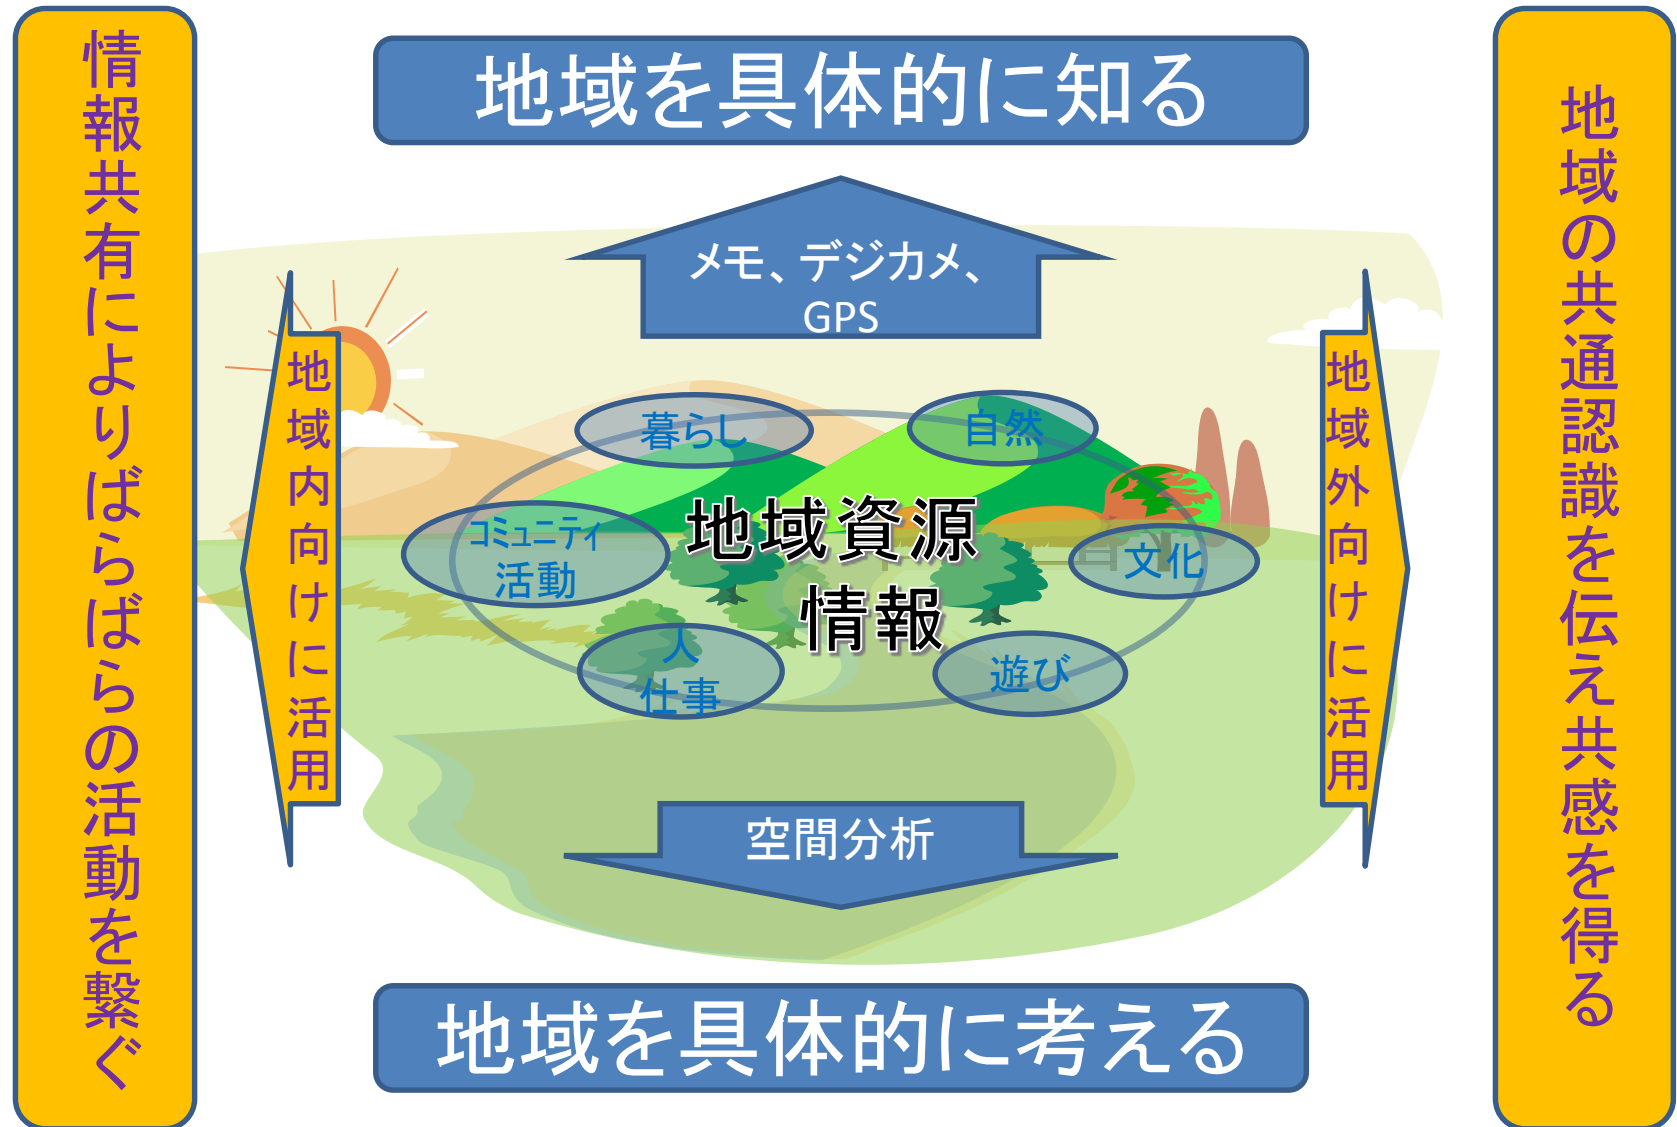 地域を具体的に知る
情報共有によりばらばらの活動を繋ぐ
地域の共通認識を伝え共感を得る
メモ、デジカメ、
GPS
地域内向けに活用
地域外向けに活用
暮らし
自然
コミュニティ
活動
地域資源
情報
文化
人
仕事
遊び
空間分析
地域を具体的に考える